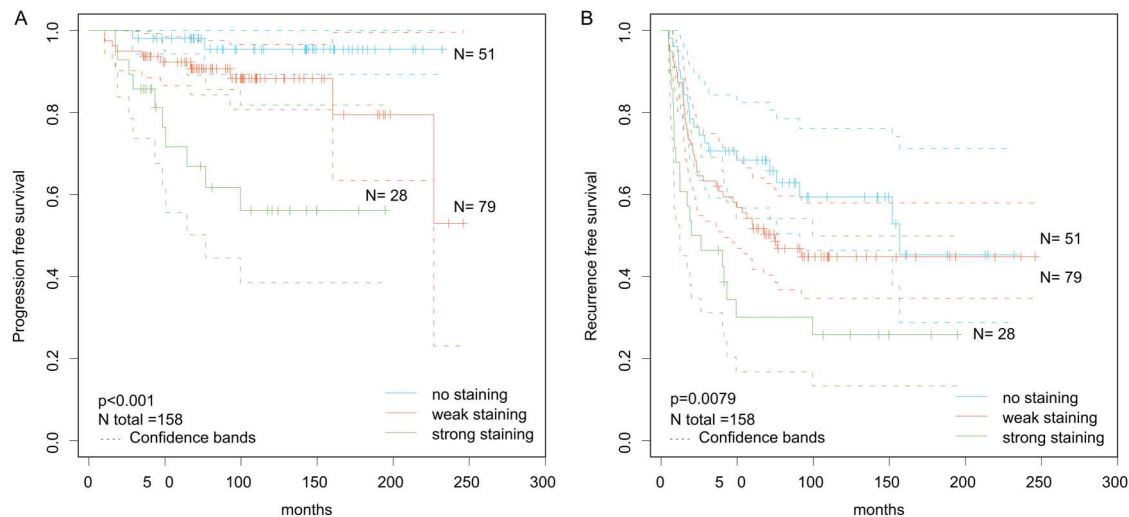 A
Progression free survival
1.0
0.8
0.6
0.4
0.2
0.0
N= 51
N= 28
N= 79
p<0.001
N total =158
Confidence bands
no staining
weak staining
strong staining
0 5 0 100 150 200 250 300
months
B
Recurrence free survival
1.0
0.8
0.6
0.4
0.2
0.0
N= 51
N= 79
N= 28
p=0.0079
N total =158
Confidence bands
no staining
weak staining
strong staining
0 5 0 100 150 200 250 300
months